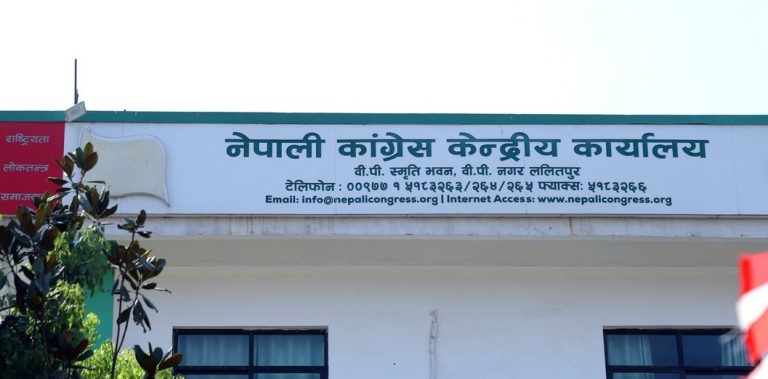 राष्ट्रियता
लोकतन्त्र
नेपाली कांग्रेस केन्द्रीय कार्यालय
वी.पी. स्मृति भवन, वी.पी. नगर ललितपुर
टेलिफोन : ००९७७ १ ५१८३२६३/२६४/२६५ फ्याक्स: ५१८३२६६
Email: info@nepalicongress.org | Internet Access: www.nepalicongress.org